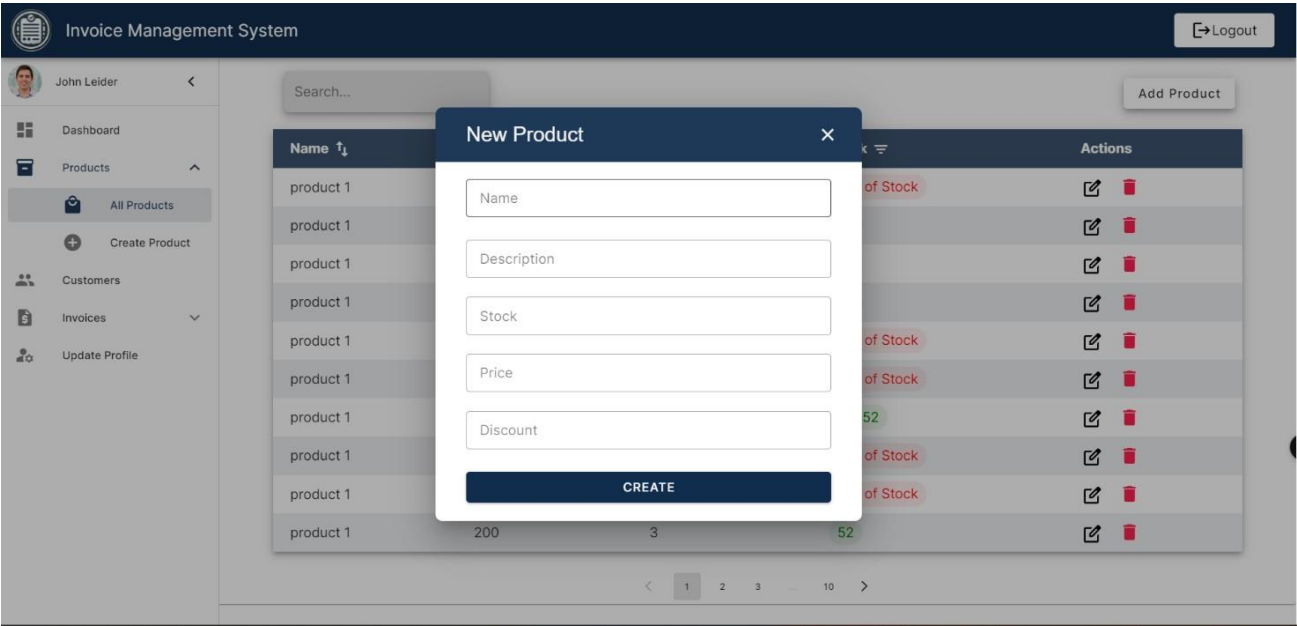 Invoice Management System
Logout
John Leider
Search...
Add Product
Dashboard
Products
All Products
Create Product
Customers
Invoices
Update Profile
New Product
Name
Description
Stock
Price
Discount
CREATE
Name k Actions
product 1 of Stock
product 1
product 1
product 1
product 1 of Stock
product 1 of Stock
product 1 52
product 1 of Stock
product 1 of Stock
product 1 200 3 52
1 2 3 ... 10